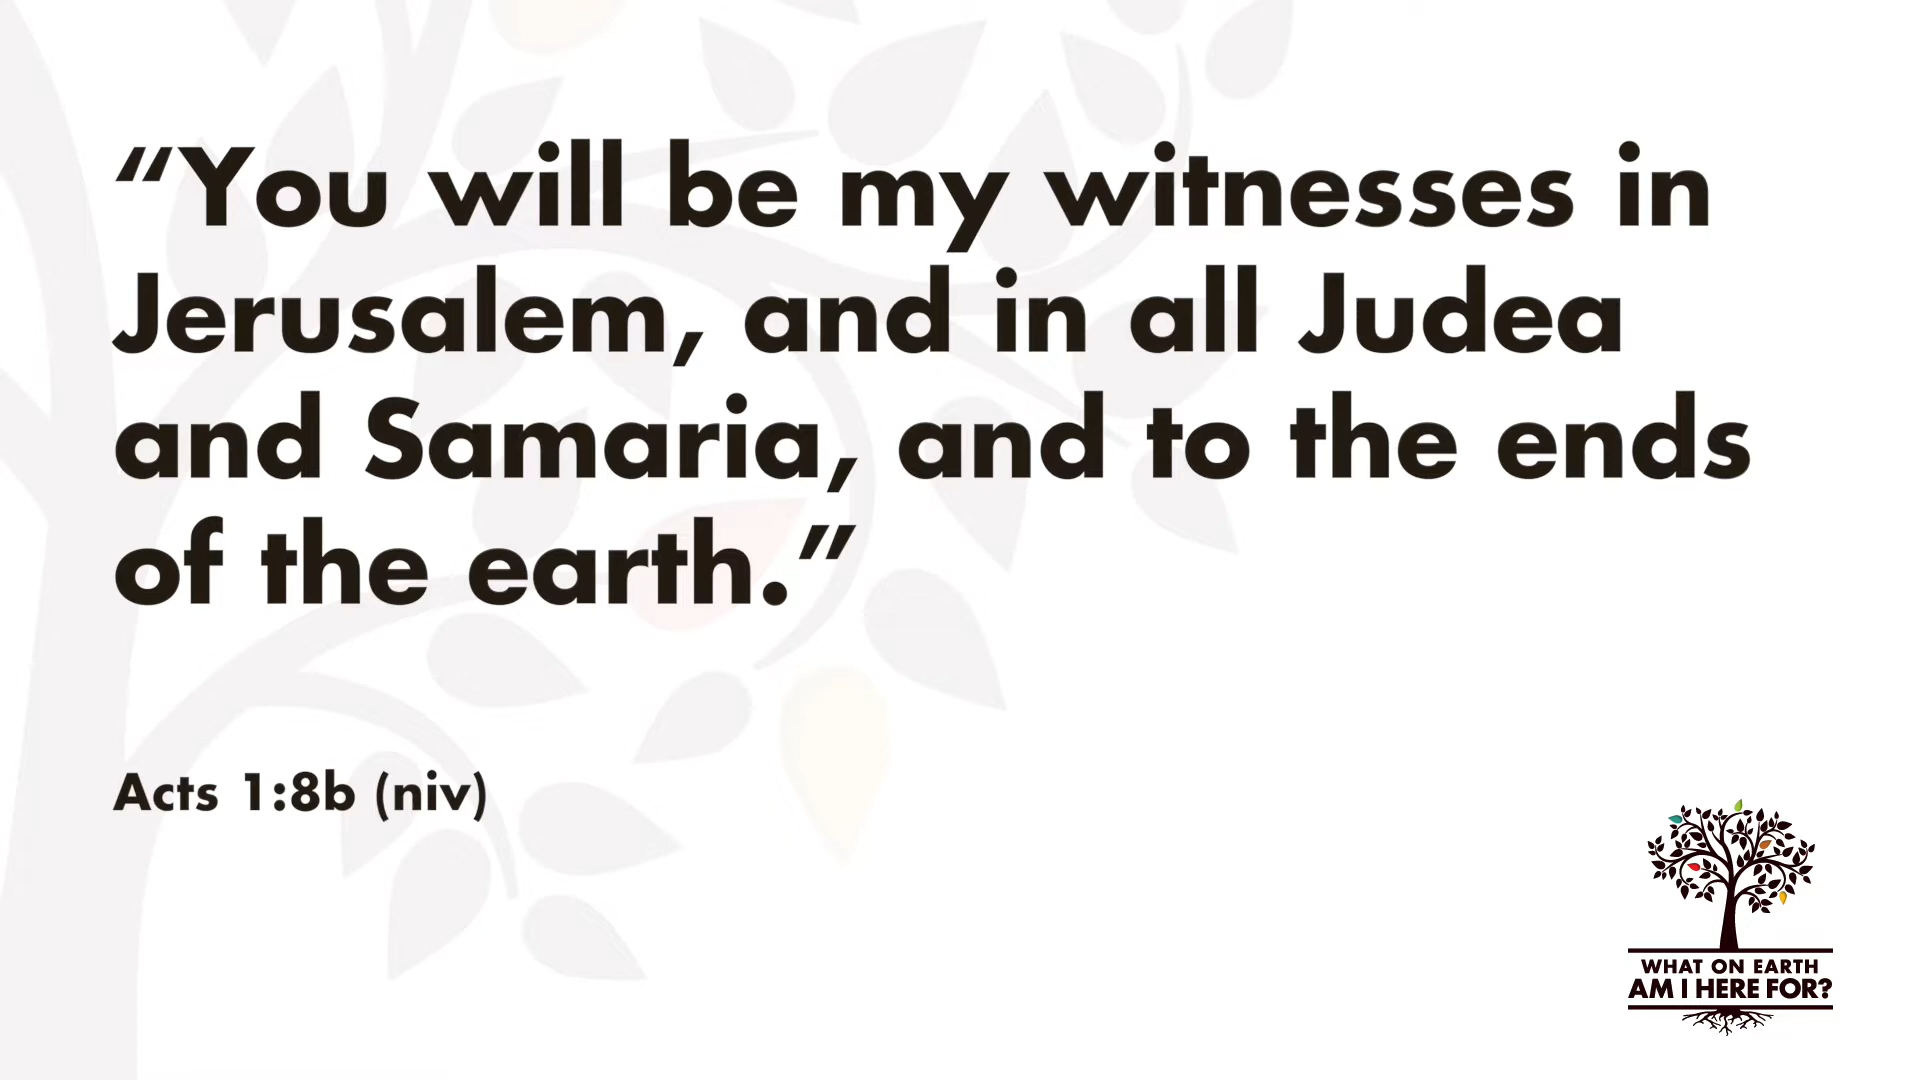 “You will be my witnesses in
Jerusalem, and in all Judea
and Samaria, and to the ends
of the earth.”
Acts 1:8b (niv)
WHAT ON EARTH
AM I HERE FOR?